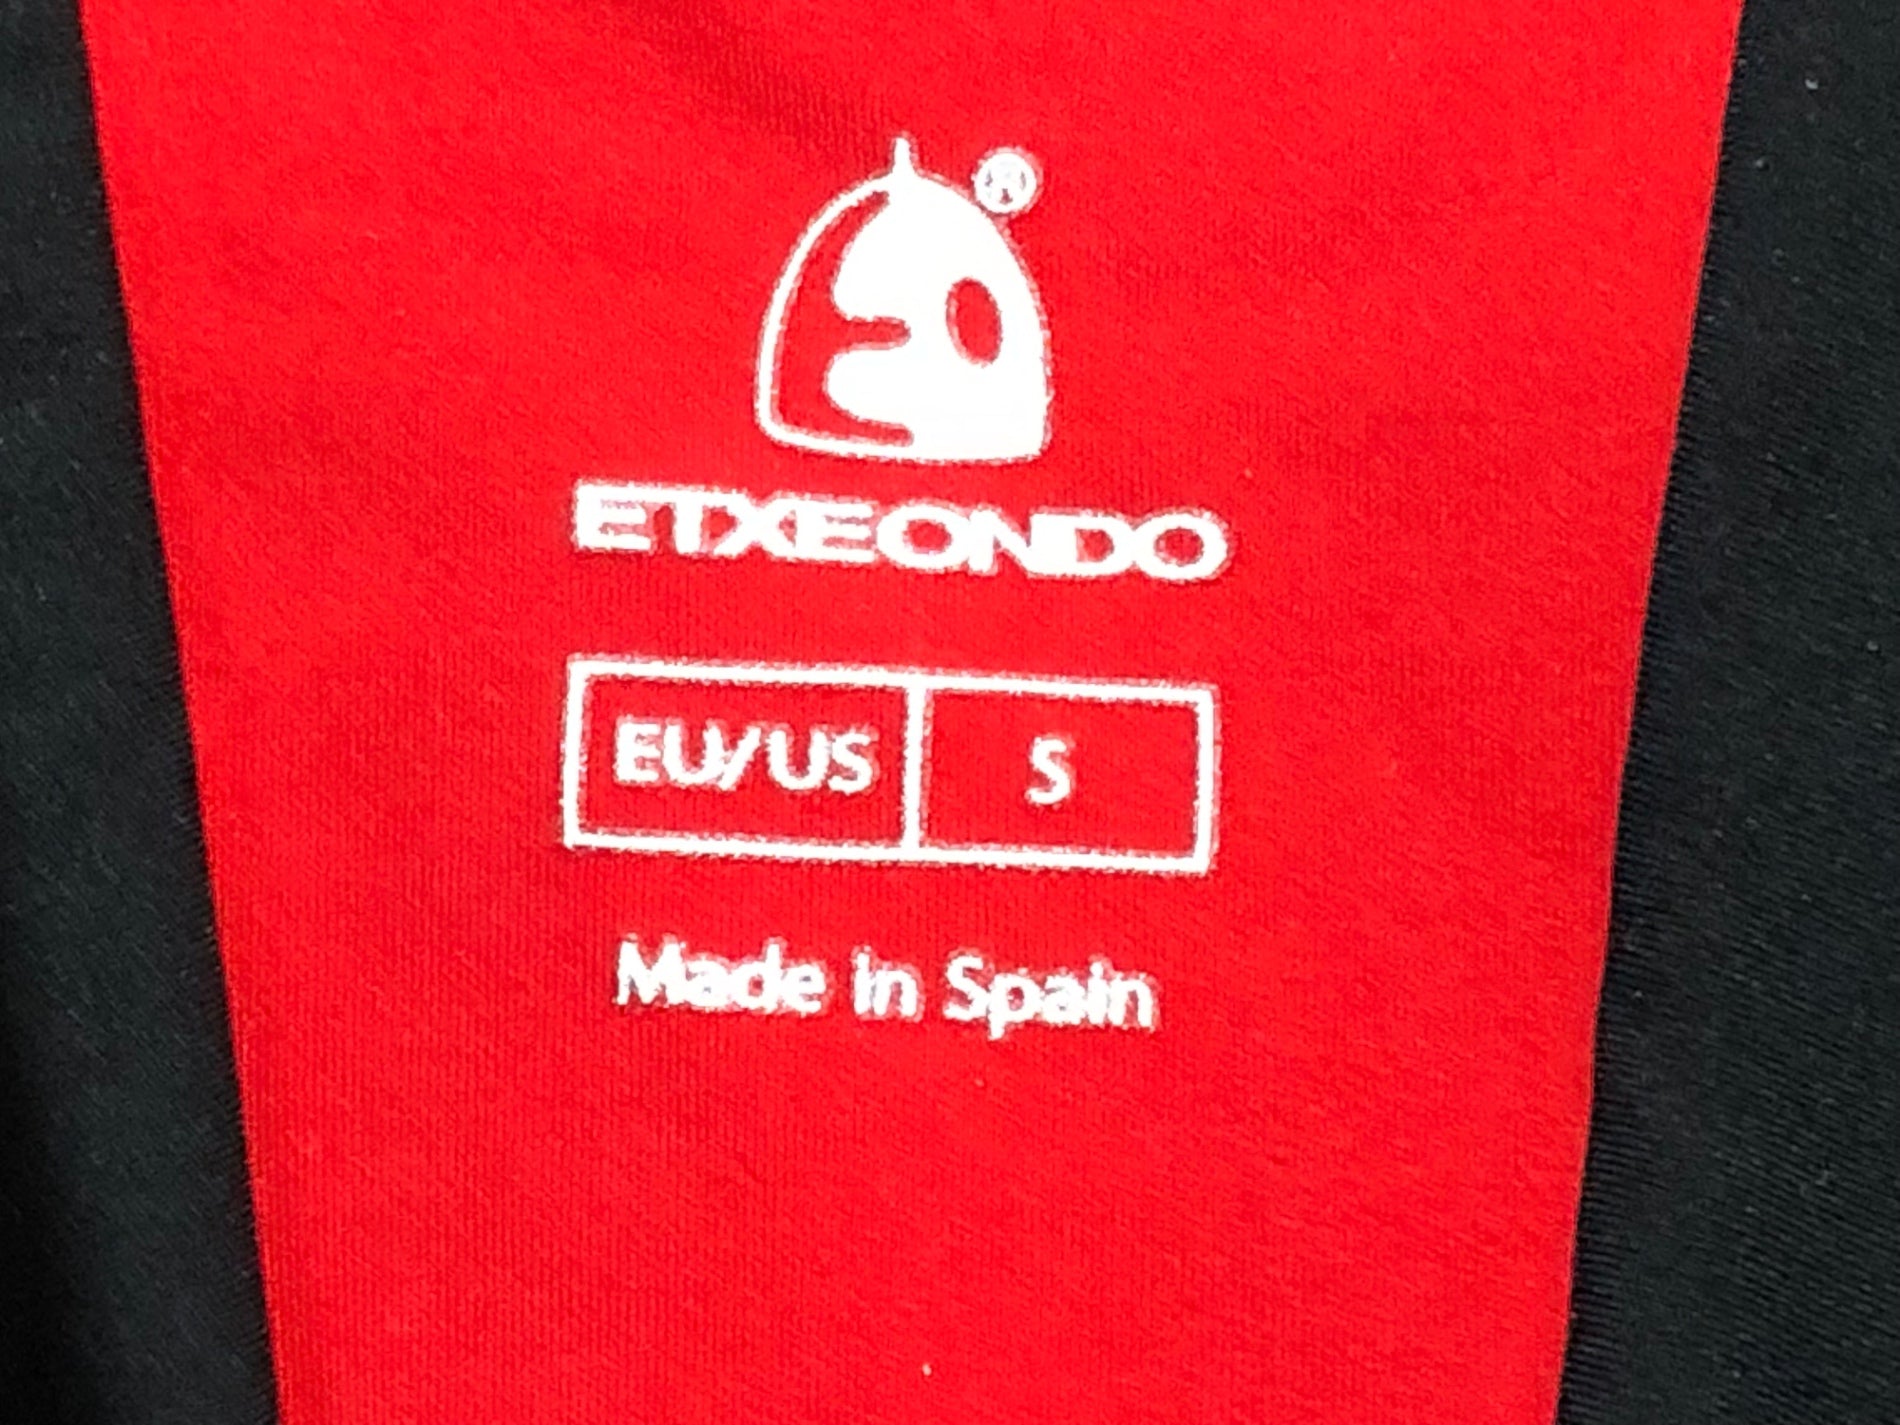 ®
ETXEONDO
EU/US S
Made in Spain